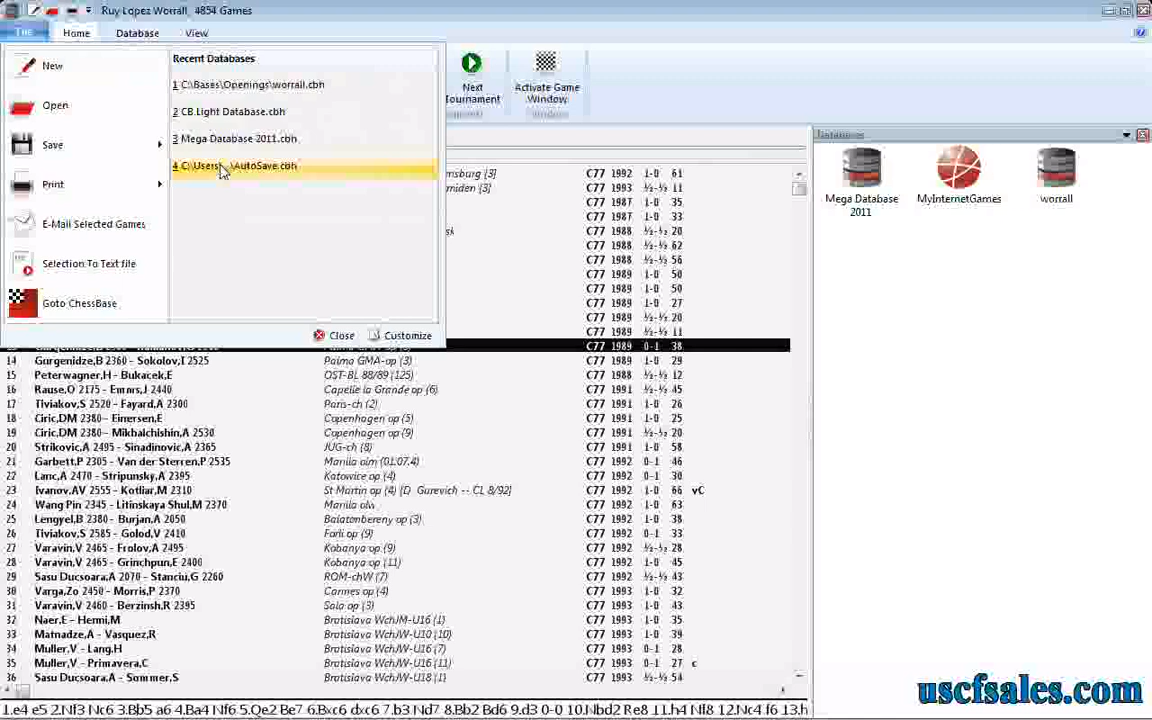 Ruy Lopez Worrall, 4854 Games
File Home Database View
New
Open
Save
Print
E-Mail Selected Games
Selection To Text file
Goto ChessBase
Recent Databases
1 C:\Bases\Openings\worrall.cbh
2 CB Light Database.cbh
3 Mega Database 2011.cbh
4 C:\Users\...\AutoSave.cbh
Close Customize
Next Tournament
Activate Game Window
Databases
Mega Database 2011
MyInternetGames
worrall
C77 1992 1-0 61
{3} C77 1992 ½-½ 11
C77 1987 1-0 35
C77 1987 1-0 33
C77 1988 ½-½ 20
C77 1988 ½-½ 62
C77 1988 ½-½ 56
C77 1989 1-0 50
C77 1989 1-0 50
C77 1989 1-0 27
C77 1989 ½-½ 20
C77 1989 ½-½ 11
C77 1989 0-1 38
14 Gurgenidze,B 2360 - Sokolov,I 2525 Palma GMA-op (3) C77 1989 1-0 29
15 Peterwagner,H - Bukacek,E OST-BL 88/89 {125} C77 1988 ½-½ 12
16 Rause,O 2175 - Emms,J 2440 Capelle la Grande op (6) C77 1991 ½-½ 45
17 Tiviakov,S 2520 - Fayard,A 2300 Paris-ch (2) C77 1991 1-0 26
18 Ciric,DM 2380 - Einersen,E Copenhagen op (5) C77 1991 1-0 25
19 Ciric,DM 2380 - Mikhalchishin,A 2530 Copenhagen op (9) C77 1991 ½-½ 20
20 Strikovic,A 2495 - Sinadinovic,A 2365 JUG-ch (8) C77 1991 1-0 58
21 Garbett,P 2305 - Van der Sterren,P 2535 Manila olm {01.07.4} C77 1992 0-1 46
22 Lanc,A 2470 - Stripunsky,A 2395 Katowice op (4) C77 1992 1-0 31
23 Ivanov,AV 2555 - Kotliar,M 2310 St Martin op (4) {D Gurevich -- CL 8/92} C77 1992 1-0 66 vC
24 Wang Pin 2345 - Litinskaya Shul,M 2370 Manila olw C77 1992 1-0 63
25 Lengyel,B 2380 - Burjan,A 2050 Balatonbereny op (3) C77 1992 1-0 38
26 Tiviakov,S 2585 - Golod,V 2410 Forli op (9) C77 1992 0-1 33
27 Varavin,V 2465 - Frolov,A 2495 Kobanya op (9) C77 1992 ½-½ 28
28 Varavin,V 2465 - Grinchpun,E 2400 Kobanya op (11) C77 1992 1-0 45
29 Sasu Ducsoara,A 2070 - Stanciu,G 2260 ROM-chW (7) C77 1992 ½-½ 43
30 Varga,Zo 2450 - Morris,P 2370 Cannes op (4) C77 1993 1-0 32
31 Varavin,V 2460 - Berzinsh,R 2395 Sala op (3) C77 1993 1-0 43
32 Naer,E - Hermi,M Bratislava WchJM-U16 (1) C77 1993 1-0 35
33 Matnadze,A - Vasquez,R Bratislava WchJW-U10 (10) C77 1993 1-0 39
34 Muller,V - Lang,H Bratislava WchJW-U16 (7) C77 1993 1-0 28
35 Muller,V - Primavera,C Bratislava WchJW-U16 (11) C77 1993 1-0 27 c
36 Sasu Ducsoara,A - Sommer,S Bratislava WchJW-U18 (1) C77 1993 ½-½ 54
uscfsales.com
1.e4 e5 2.Nf3 Nc6 3.Bb5 a6 4.Ba4 Nf6 5.Qe2 Be7 6.Bxc6 dxc6 7.b3 Nd7 8.Bb2 Bd6 9.d3 0-0 10.Nbd2 Re8 11.h4 Nf8 12.Nc4 f6 13.h